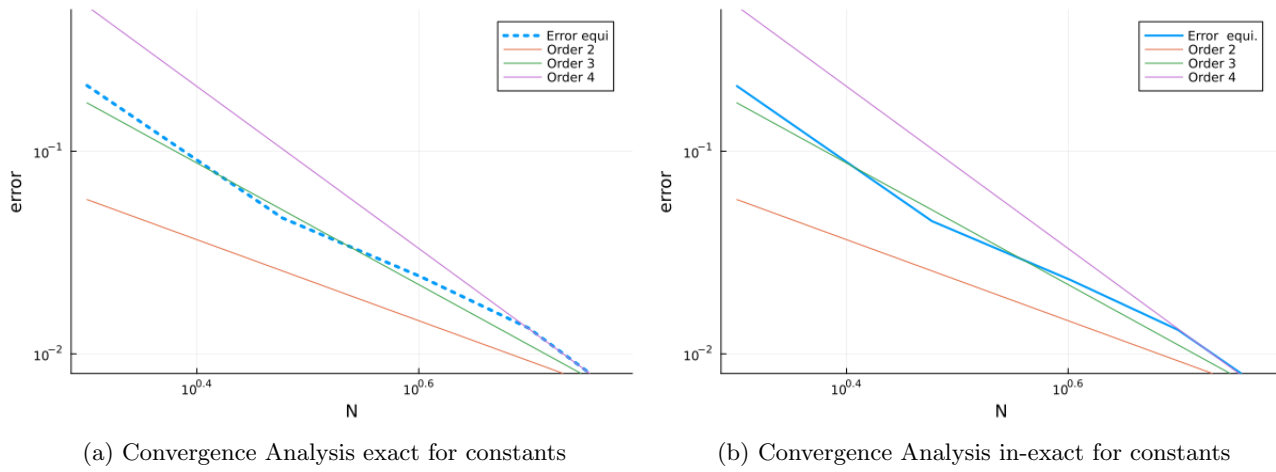 Error equi
Order 2
Order 3
Order 4
error
10^-1
10^-2
10^0.4
10^0.6
N
(a) Convergence Analysis exact for constants
Error equi.
Order 2
Order 3
Order 4
error
10^-1
10^-2
10^0.4
10^0.6
N
(b) Convergence Analysis in-exact for constants